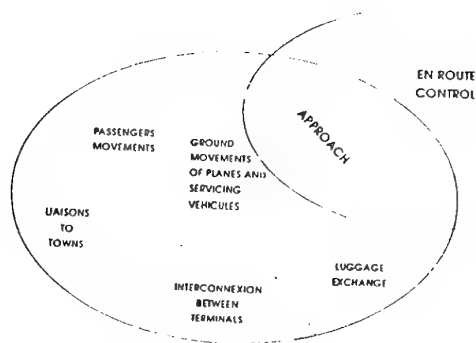 EN ROUTE
CONTROL
APPROACH
PASSENGERS
MOVEMENTS
GROUND
MOVEMENTS
OF PLANES AND
SERVICING
VEHICULES
LIAISONS
TO
TOWNS
LUGGAGE
EXCHANGE
INTERCONNEXION
BETWEEN
TERMINALS